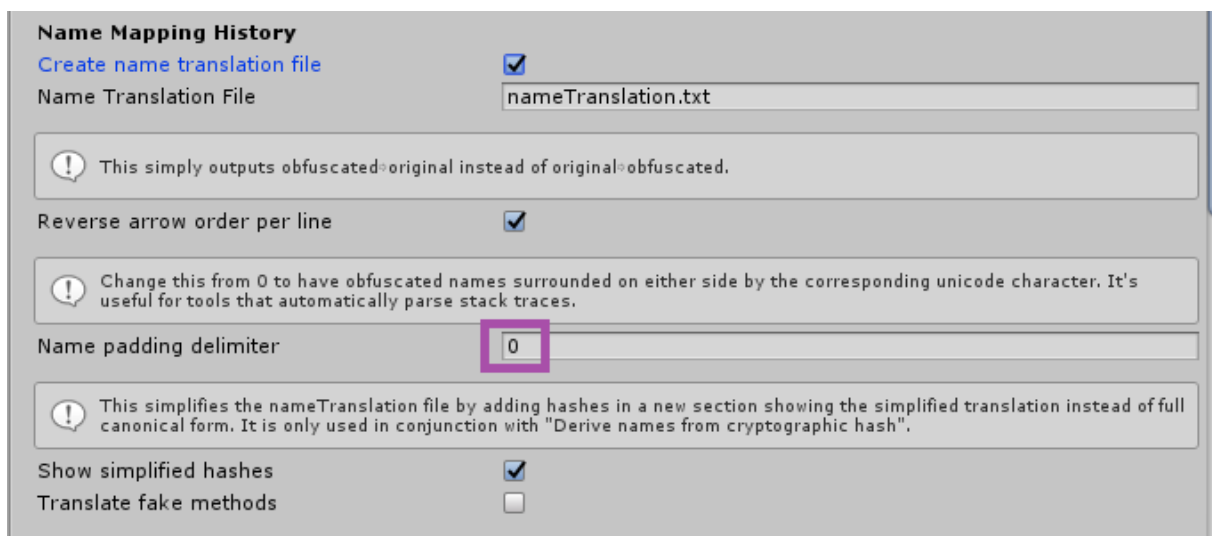 Name Mapping History
Create name translation file
Name Translation File
nameTranslation.txt
This simply outputs obfuscated⇨original instead of original⇨obfuscated.
Reverse arrow order per line
Change this from 0 to have obfuscated names surrounded on either side by the corresponding unicode character. It's
useful for tools that automatically parse stack traces.
Name padding delimiter
0
This simplifies the nameTranslation file by adding hashes in a new section showing the simplified translation instead of full
canonical form. It is only used in conjunction with "Derive names from cryptographic hash".
Show simplified hashes
Translate fake methods